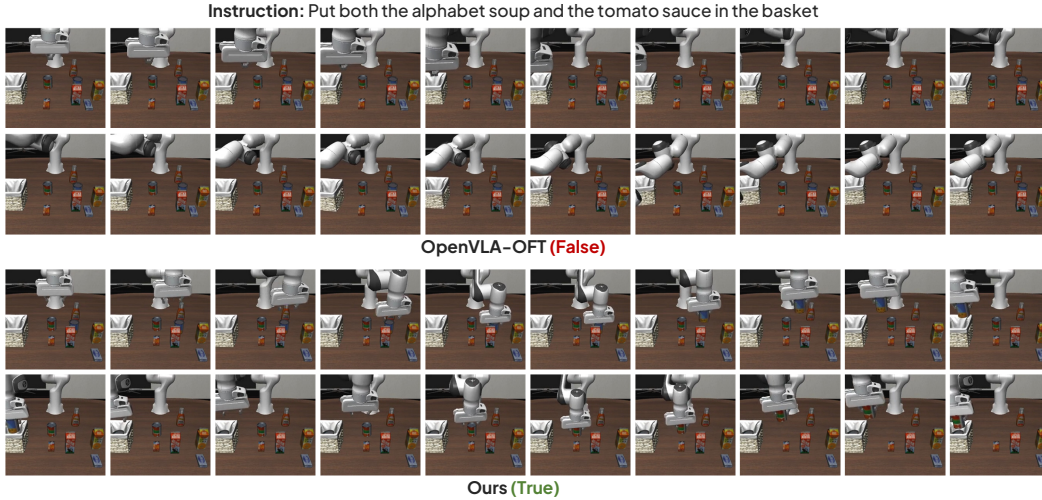 Instruction: Put both the alphabet soup and the tomato sauce in the basket
OpenVLA-OFT (False)
Ours (True)